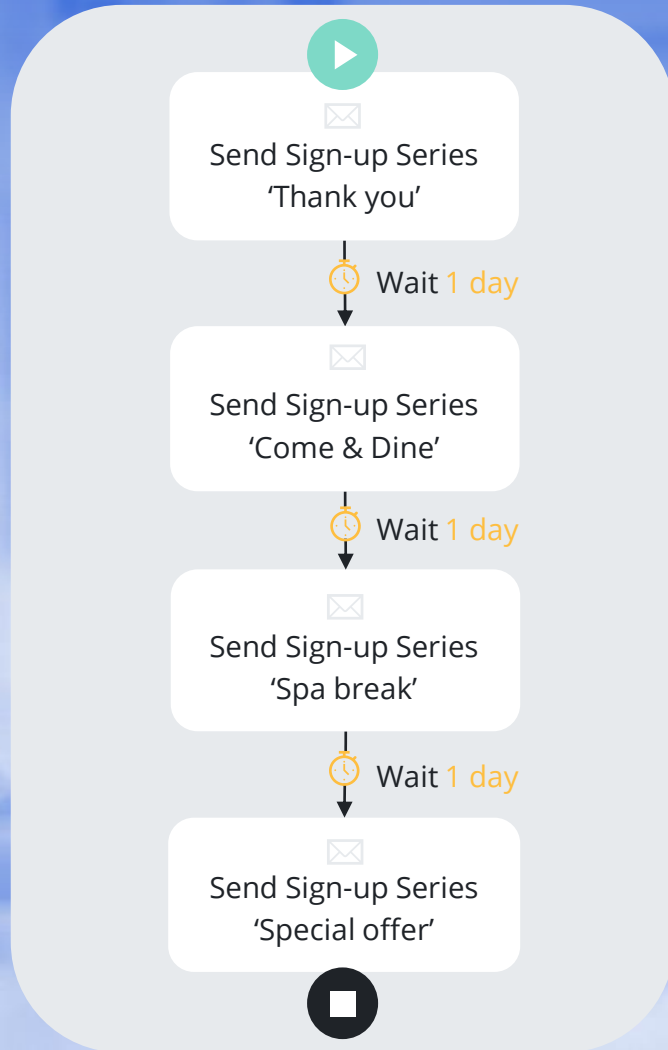 Send Sign-up Series
‘Thank you’
Wait 1 day
Send Sign-up Series
‘Come & Dine’
Wait 1 day
Send Sign-up Series
‘Spa break’
Wait 1 day
Send Sign-up Series
‘Special offer’